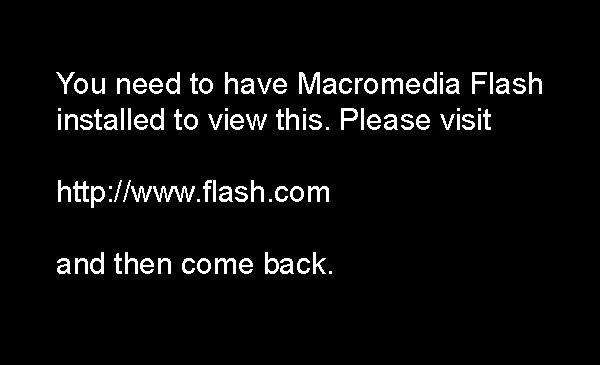 You need to have Macromedia Flash
installed to view this. Please visit
http://www.flash.com
and then come back.